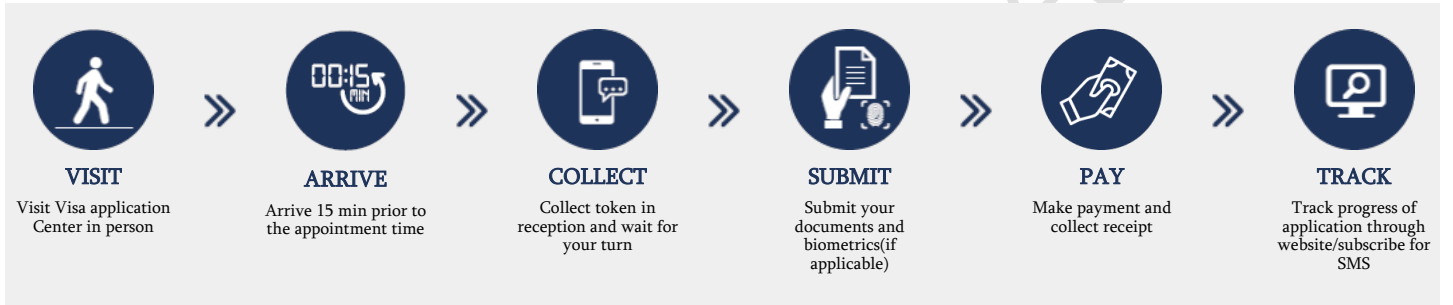 00:15
MIN
VISIT
Visit Visa application
Center in person
ARRIVE
Arrive 15 min prior to
the appointment time
COLLECT
Collect token in
reception and wait for
your turn
SUBMIT
Submit your
documents and
biometrics(if
applicable)
PAY
Make payment and
collect receipt
TRACK
Track progress of
application through
website/subscribe for
SMS